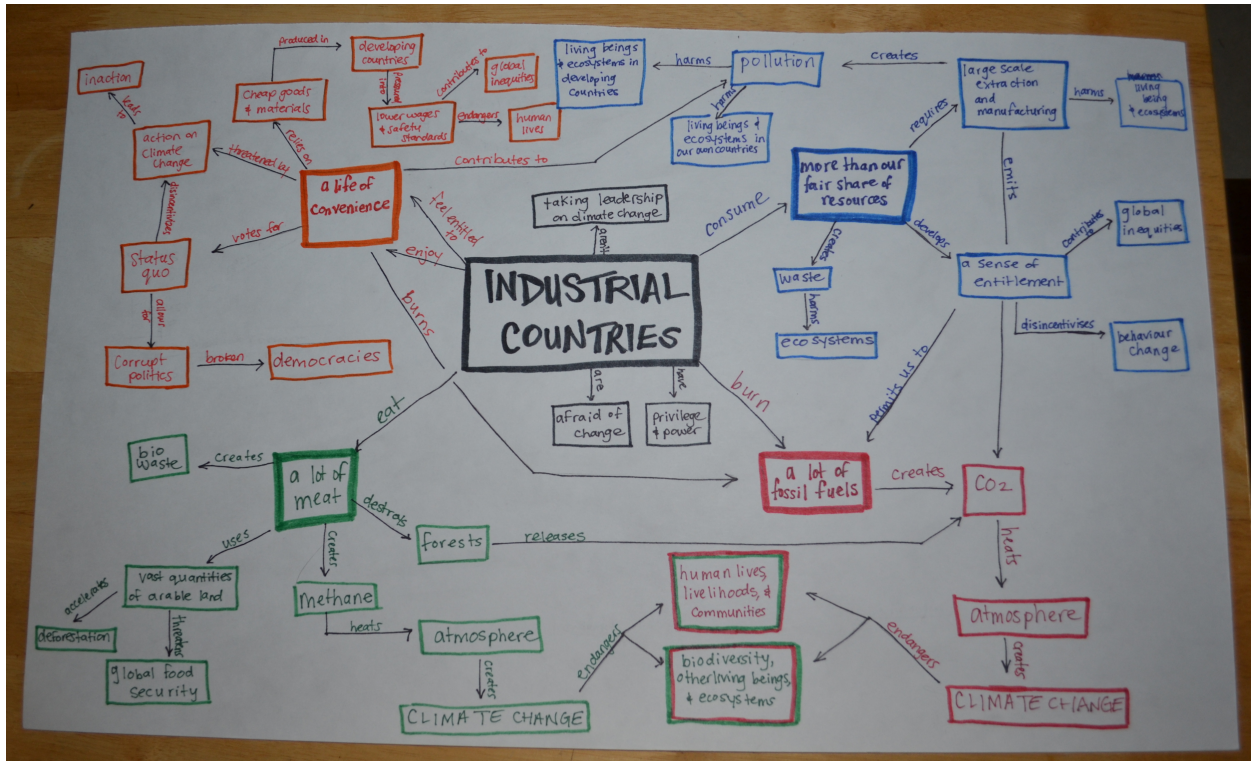 produced in
developing
countries
inaction
cheap goods
& materials
contributes to
global
inequities
living beings
& ecosystems in
developing
countries
harms
pollution
creates
large scale
extraction
and
manufacturing
harms
living
being
& ecosystems
leads
to
lower wages
& safety
standards
endangers
human
lives
harms
living beings &
ecosystems in
our own countries
requires
action on
climate
change
threatened by
relies on
contributes to
a life of
convenience
more than our
fair share of
resources
emits
disincentivises
feel entitled
to
taking leadership
on climate change
aren't
consume
creates
develops
contributes
to
global
inequities
votes for
enjoy
status
quo
INDUSTRIAL
COUNTRIES
waste
harms
ecosystems
a sense of
entitlement
disincentivises
behaviour
change
allows
for
burns
corrupt
politics
broken
democracies
are
have
burn
permits us to
afraid of
change
privilege
& power
eat
bio
waste
creates
a lot of
meat
destroys
forests
releases
a lot of
fossil fuels
creates
CO2
heats
uses
creates
vast quantities
of arable land
accelerates
threatens
deforestation
global food
security
methane
heats
atmosphere
creates
CLIMATE CHANGE
endangers
human lives,
livelihoods, &
communities
biodiversity,
other living beings,
& ecosystems
endangers
atmosphere
creates
CLIMATE CHANGE